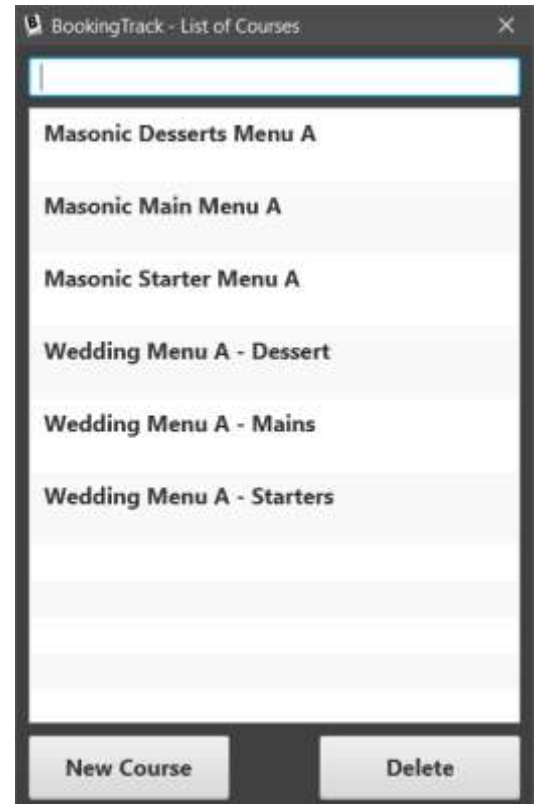 BookingTrack - List of Courses
Masonic Desserts Menu A
Masonic Main Menu A
Masonic Starter Menu A
Wedding Menu A - Dessert
Wedding Menu A - Mains
Wedding Menu A - Starters
New Course Delete